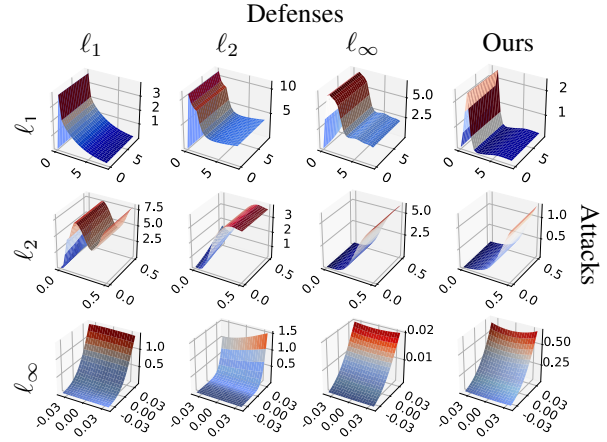 Defenses
ℓ₁ ℓ₂ ℓ∞ Ours
ℓ₁
3 2 1 0 5 5 0
10 5 0 5 5 0
5.0 2.5 0 5 5 0
2 1 0 5 5 0
Attacks
ℓ₂
7.5 5.0 2.5 0.0 0.5 0.5 0.0
3 2 1 0.0 0.5 0.5 0.0
5.0 2.5 0.0 0.5 0.5 0.0
1.0 0.5 0.0 0.5 0.5 0.0
ℓ∞
1.0 0.5 -0.03 0.00 0.03 0.03 0.00 -0.03
1.5 1.0 0.5 -0.03 0.00 0.03 0.03 0.00 -0.03
0.02 0.01 -0.03 0.00 0.03 0.03 0.00 -0.03
0.50 0.25 -0.03 0.00 0.03 0.03 0.00 -0.03